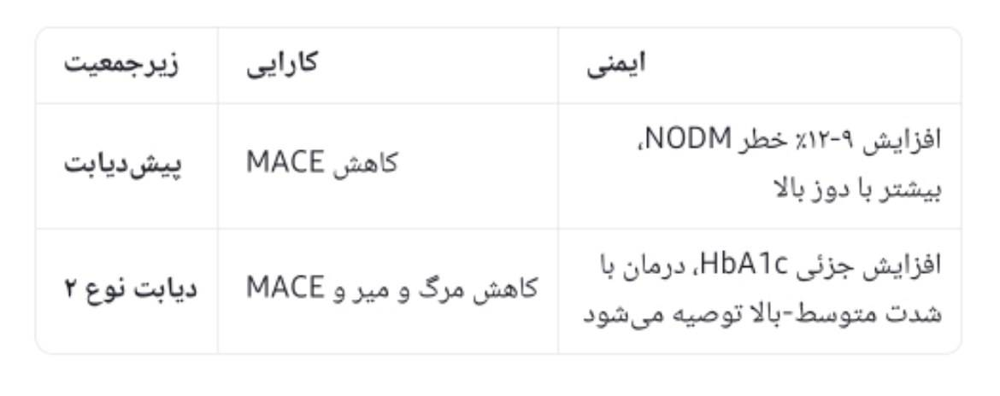 زیرجمعیت
کارایی
ایمنی
پیش‌دیابت
کاهش MACE
افزایش ۹-۱۲٪ خطر NODM،
بیشتر با دوز بالا
دیابت نوع ۲
کاهش مرگ و میر و MACE
افزایش جزئی HbA1c، درمان با
شدت متوسط-بالا توصیه می‌شود